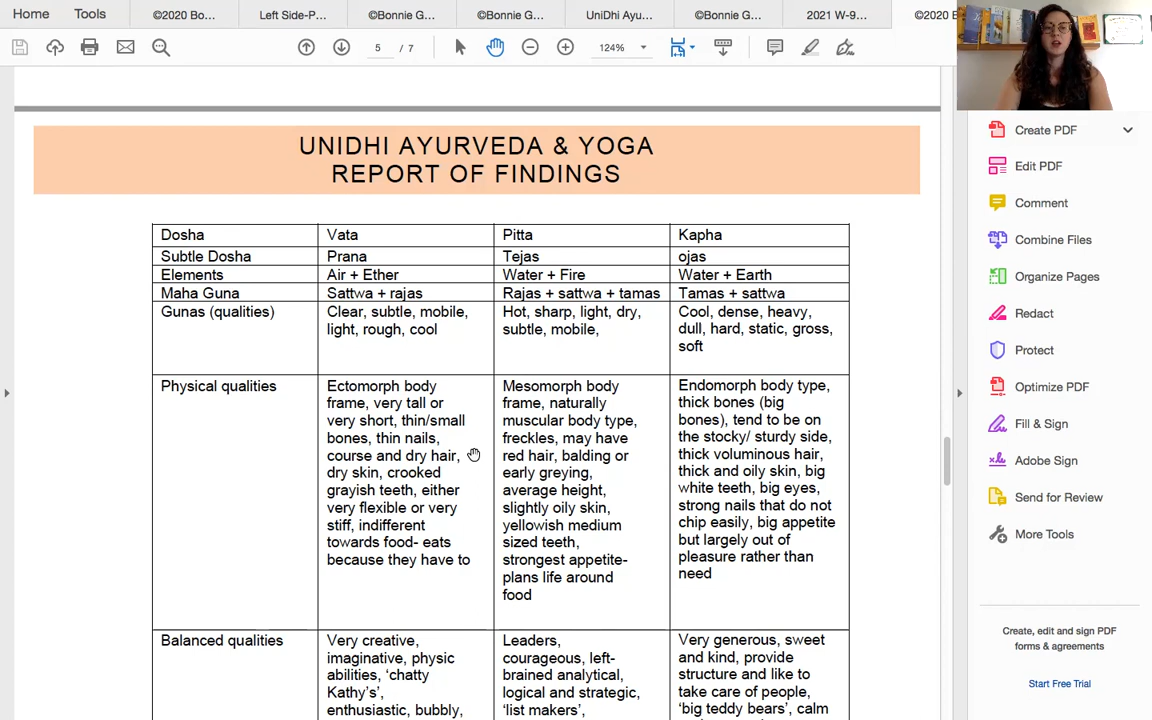 Home Tools ©2020 Bo... Left Side-P... ©Bonnie G... ©Bonnie G... UniDhi Ayu... ©Bonnie G... 2021 W-9... ©2020 B
5 / 7 124%
UNIDHI AYURVEDA & YOGA
REPORT OF FINDINGS
Dosha Vata Pitta Kapha
Subtle Dosha Prana Tejas ojas
Elements Air + Ether Water + Fire Water + Earth
Maha Guna Sattwa + rajas Rajas + sattwa + tamas Tamas + sattwa
Gunas (qualities)
Clear, subtle, mobile,
light, rough, cool
Hot, sharp, light, dry,
subtle, mobile,
Cool, dense, heavy,
dull, hard, static, gross,
soft
Physical qualities
Ectomorph body
frame, very tall or
very short, thin/small
bones, thin nails,
course and dry hair,
dry skin, crooked
grayish teeth, either
very flexible or very
stiff, indifferent
towards food- eats
because they have to
Mesomorph body
frame, naturally
muscular body type,
freckles, may have
red hair, balding or
early greying,
average height,
slightly oily skin,
yellowish medium
sized teeth,
strongest appetite-
plans life around
food
Endomorph body type,
thick bones (big
bones), tend to be on
the stocky/ sturdy side,
thick voluminous hair,
thick and oily skin, big
white teeth, big eyes,
strong nails that do not
chip easily, big appetite
but largely out of
pleasure rather than
need
Balanced qualities
Very creative,
imaginative, physic
abilities, ‘chatty
Kathy’s’,
enthusiastic, bubbly,
Leaders,
courageous, left-
brained analytical,
logical and strategic,
‘list makers’,
Very generous, sweet
and kind, provide
structure and like to
take care of people,
‘big teddy bears’, calm
Create PDF
Edit PDF
Comment
Combine Files
Organize Pages
Redact
Protect
Optimize PDF
Fill & Sign
Adobe Sign
Send for Review
More Tools
Create, edit and sign PDF
forms & agreements
Start Free Trial